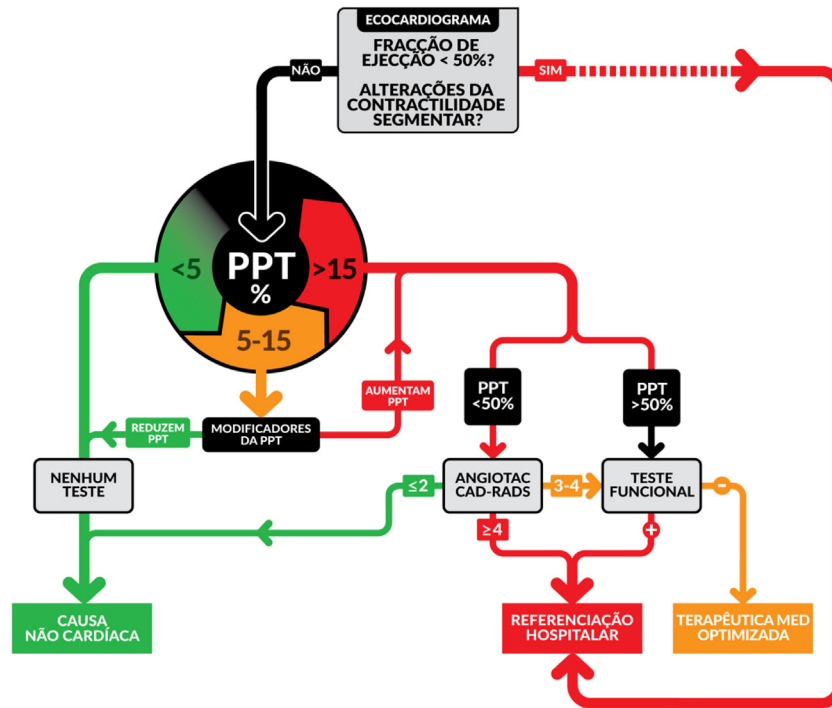 ECOCARDIOGRAMA
FRACÇÃO DE
EJECÇÃO < 50%?
ALTERAÇÕES DA
CONTRACTILIDADE
SEGMENTAR?
NÃO
SIM
<5
PPT
%
>15
5-15
REDUZEM
PPT
MODIFICADORES
DA PPT
AUMENTAM
PPT
PPT
<50%
PPT
>50%
NENHUM
TESTE
≤2
ANGIOTAC
CAD-RADS
3-4
TESTE
FUNCIONAL
−
≥4
+
CAUSA
NÃO CARDÍACA
REFERENCIAÇÃO
HOSPITALAR
TERAPÊUTICA MED
OPTIMIZADA